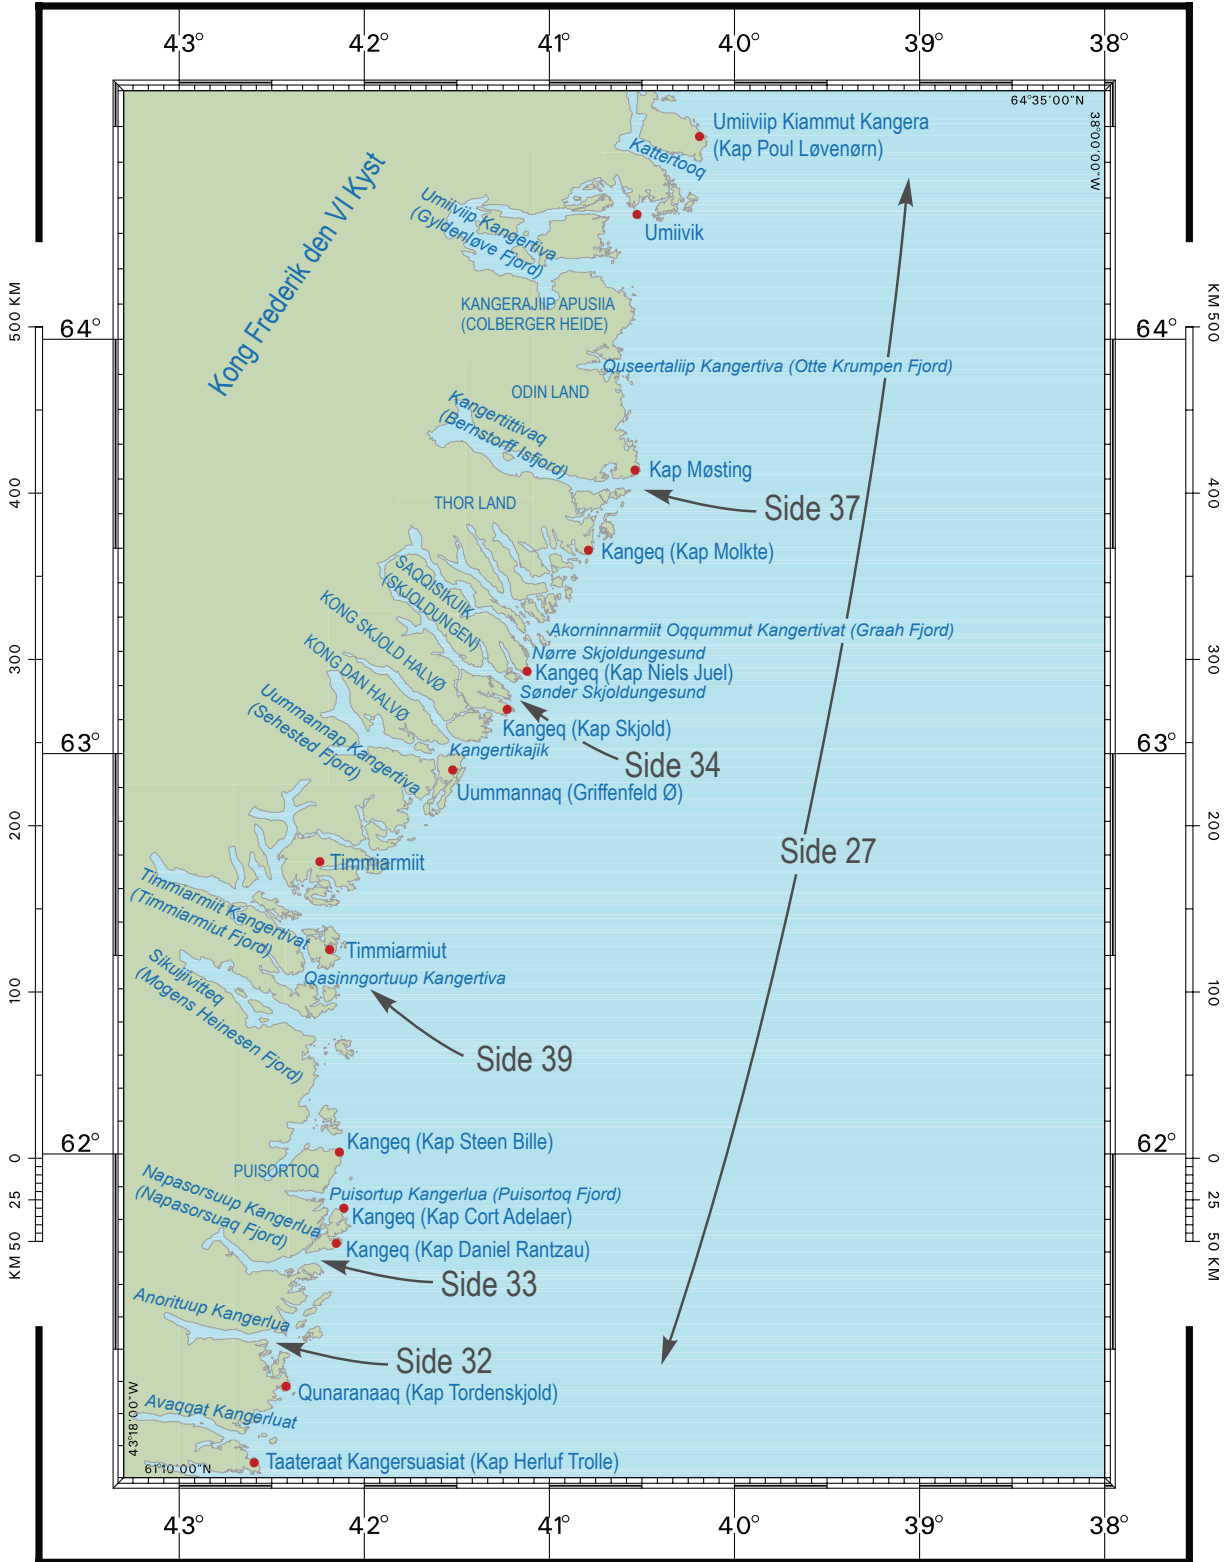 43° 42° 41° 40° 39° 38°
64°35'00"N
38°00'00"W
Umiiviip Kiammut Kangera
(Kap Poul Løvenørn)
Kattertooq
Kong Frederik den VI Kyst
Umiiviip Kangertiva
(Gyldenløve Fjord)
Umiivik
KANGERAJIIP APUSIIA
(COLBERGER HEIDE)
500 KM
KM 500
64°
64°
Quseertaliip Kangertiva (Otte Krumpen Fjord)
ODIN LAND
Kangertittivaq
(Bernstorff Isfjord)
Kap Møsting
400
400
THOR LAND
Side 37
Kangeq (Kap Molkte)
SAQQISIKUIK
(SKJOLDUNGEN)
KONG SKJOLD HALVØ
KONG DAN HALVØ
Akorninnarmiit Oqqummut Kangertivat (Graah Fjord)
Nørre Skjoldungesund
300
300
Kangeq (Kap Niels Juel)
Sønder Skjoldungesund
Uummannap Kangertiva
(Sehested Fjord)
Kangeq (Kap Skjold)
63°
63°
Kangertikajik
Side 34
Uummannaq (Griffenfeld Ø)
200
200
Side 27
Timmiarmiit
Timmiarmiit Kangertivat
(Timmiarmiut Fjord)
Timmiarmiut
Sikuijivitteq
(Mogens Heinesen Fjord)
Qasinngortuup Kangertiva
100
100
Side 39
Kangeq (Kap Steen Bille)
62°
62°
0
0
PUISORTOQ
Napasorsuup Kangerlua
(Napasorsuaq Fjord)
Puisortup Kangerlua (Puisortoq Fjord)
25
25
Kangeq (Kap Cort Adelaer)
Kangeq (Kap Daniel Rantzau)
KM 50
50 KM
Side 33
Anorituup Kangerlua
Side 32
Qunaranaaq (Kap Tordenskjold)
Avaqqat Kangerluat
43°18'00"W
Taateraat Kangersuasiat (Kap Herluf Trolle)
61°10'00"N
43° 42° 41° 40° 39° 38°